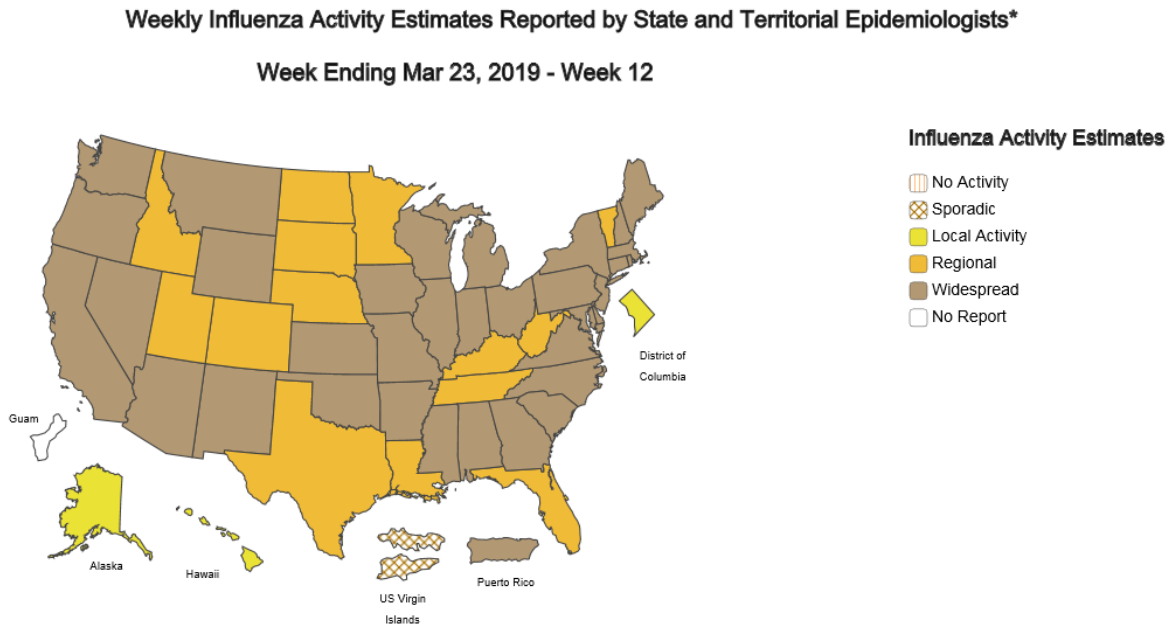 Weekly Influenza Activity Estimates Reported by State and Territorial Epidemiologists*
Week Ending Mar 23, 2019 - Week 12
Influenza Activity Estimates
No Activity
Sporadic
Local Activity
Regional
Widespread
No Report
District of
Columbia
Guam
Alaska
Hawaii
US Virgin
Islands
Puerto Rico